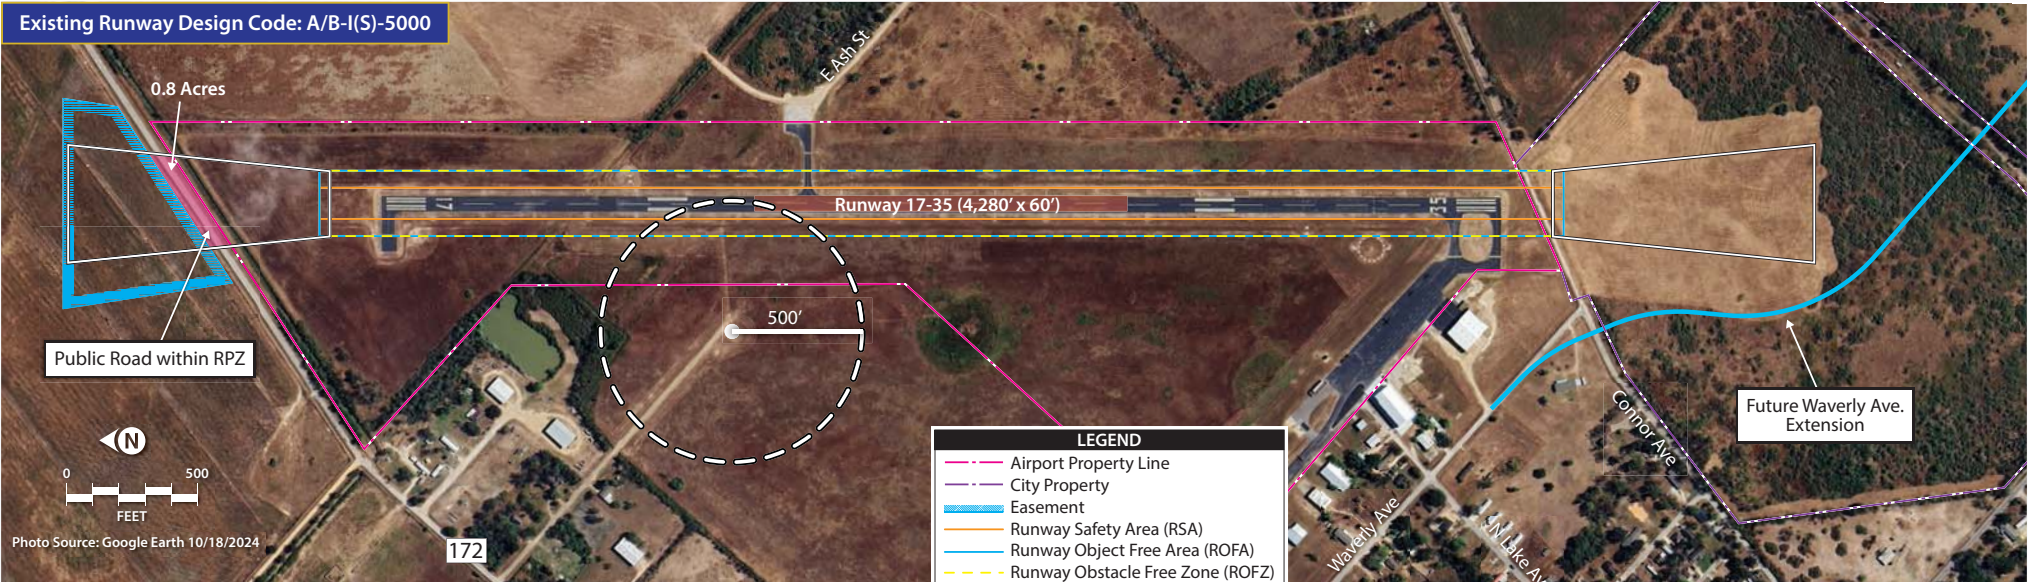 Existing Runway Design Code: A/B-I(S)-5000
0.8 Acres
E Ash St
17
Runway 17-35 (4,280' x 60')
35
500'
Public Road within RPZ
N
0 500
FEET
Photo Source: Google Earth 10/18/2024
172
Future Waverly Ave.
Extension
Connor Ave
Waverly Ave
N Lake Av
LEGEND
Airport Property Line
City Property
Easement
Runway Safety Area (RSA)
Runway Object Free Area (ROFA)
Runway Obstacle Free Zone (ROFZ)